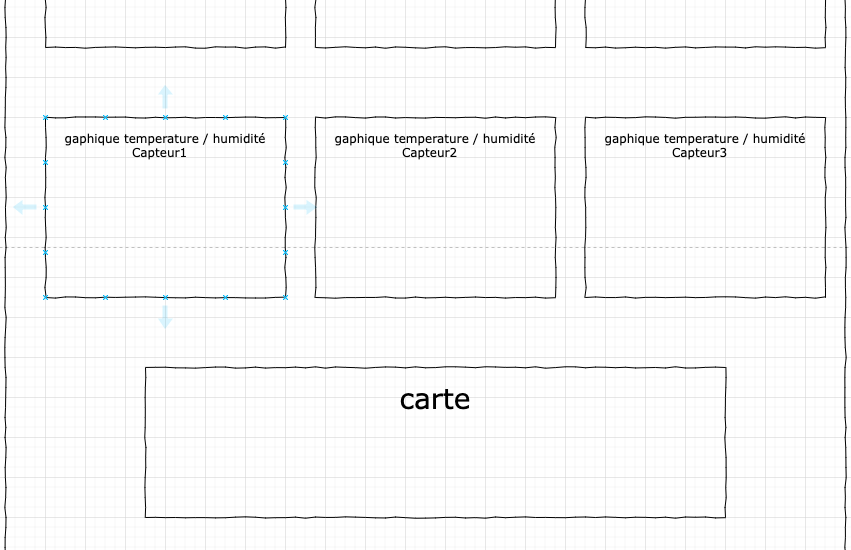 gaphique temperature / humidité
Capteur1
gaphique temperature / humidité
Capteur2
gaphique temperature / humidité
Capteur3
carte